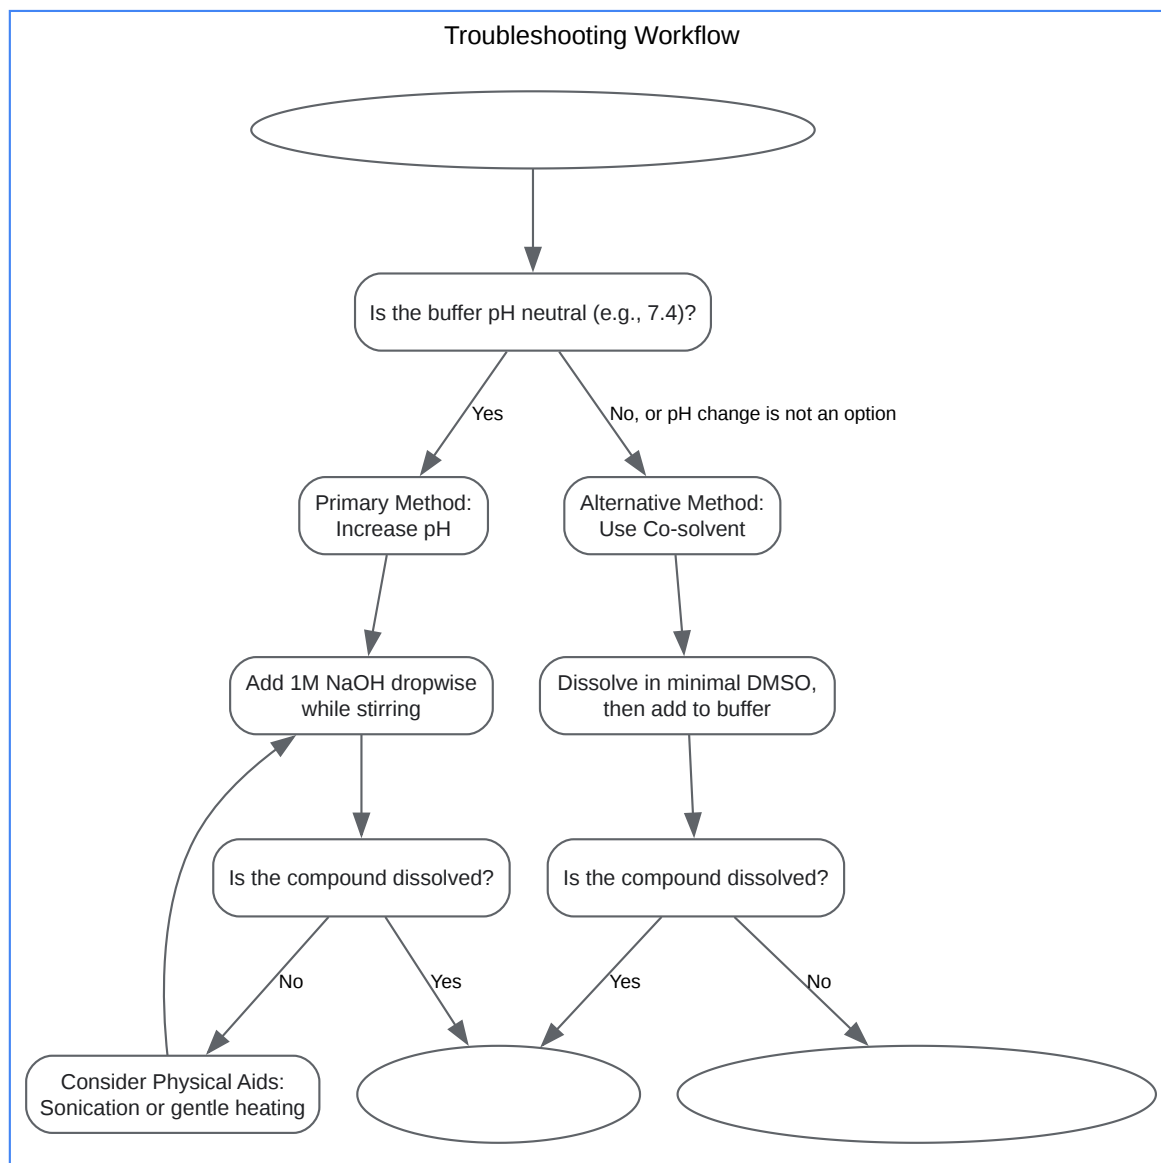 Troubleshooting Workflow
Is the buffer pH neutral (e.g., 7.4)?
Yes
No, or pH change is not an option
Primary Method:
Increase pH
Alternative Method:
Use Co-solvent
Add 1M NaOH dropwise
while stirring
Dissolve in minimal DMSO,
then add to buffer
Is the compound dissolved?
Is the compound dissolved?
No
Yes
Yes
No
Consider Physical Aids:
Sonication or gentle heating